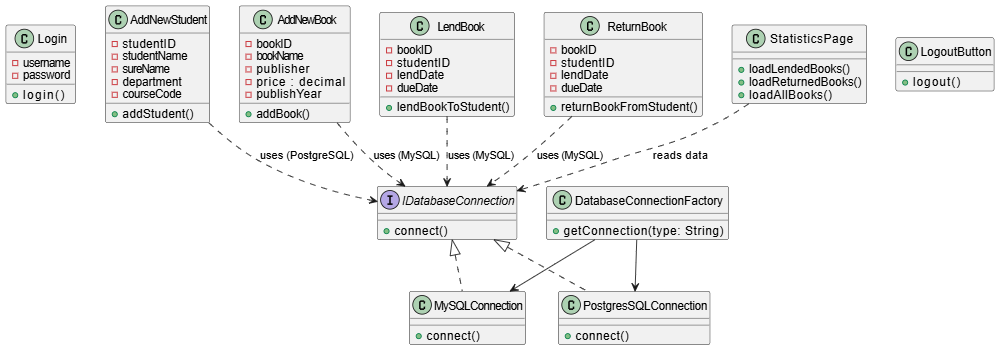 C Login
username
password
login()
C AddNewStudent
studentID
studentName
sureName
department
courseCode
addStudent()
C AddNewBook
bookID
bookName
publisher
price : decimal
publishYear
addBook()
C LendBook
bookID
studentID
lendDate
dueDate
lendBookToStudent()
C ReturnBook
bookID
studentID
lendDate
dueDate
returnBookFromStudent()
C StatisticsPage
loadLendedBooks()
loadReturnedBooks()
loadAllBooks()
C LogoutButton
logout()
uses (PostgreSQL)
uses (MySQL)
uses (MySQL)
uses (MySQL)
reads data
I IDatabaseConnection
connect()
C DatabaseConnectionFactory
getConnection(type: String)
C MySQLConnection
connect()
C PostgresSQLConnection
connect()